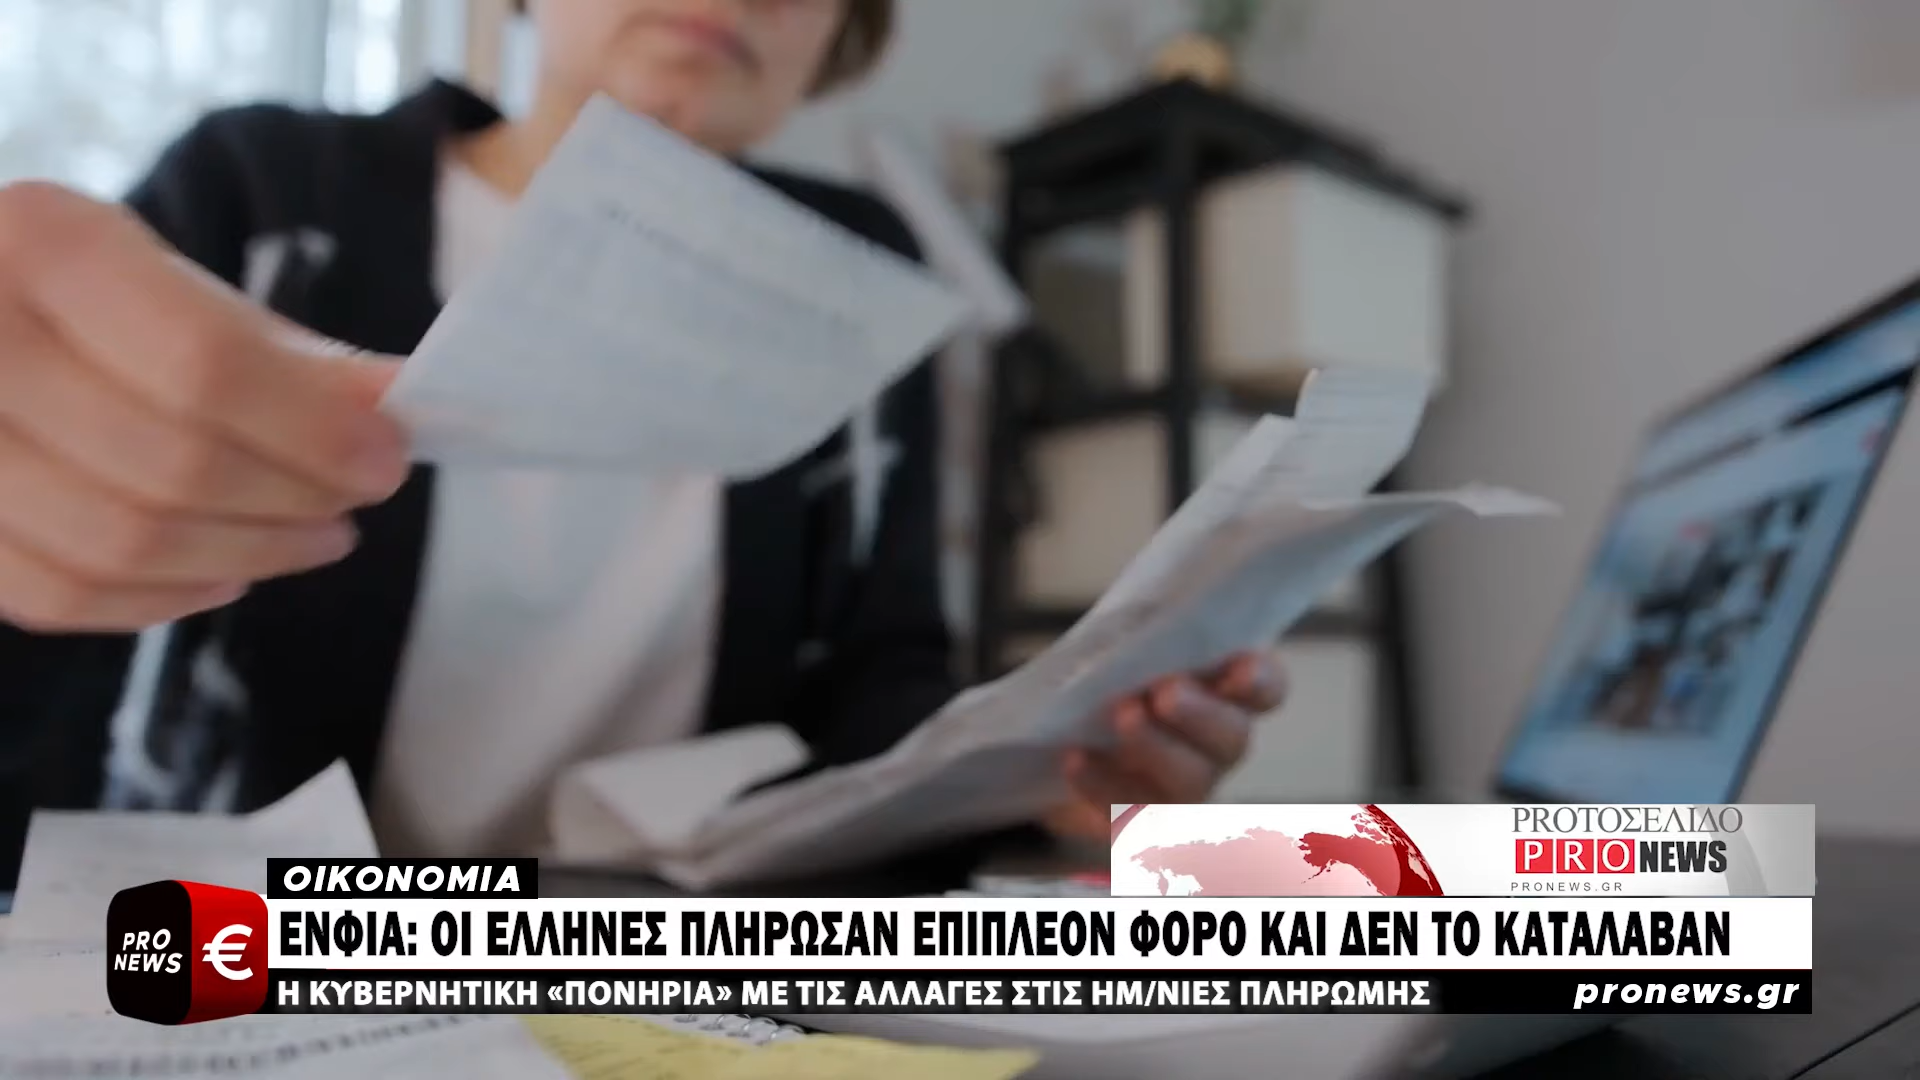 PROTOΣΕΛΙΔΟ
PRONEWS
PRONEWS.GR
ΟΙΚΟΝΟΜΙΑ
PRO
NEWS
€
ΕΝΦΙΑ: ΟΙ ΕΛΛΗΝΕΣ ΠΛΗΡΩΣΑΝ ΕΠΙΠΛΕΟΝ ΦΟΡΟ ΚΑΙ ΔΕΝ ΤΟ ΚΑΤΑΛΑΒΑΝ
Η ΚΥΒΕΡΝΗΤΙΚΗ «ΠΟΝΗΡΙΑ» ΜΕ ΤΙΣ ΑΛΛΑΓΕΣ ΣΤΙΣ ΗΜ/ΝΙΕΣ ΠΛΗΡΩΜΗΣ
pronews.gr